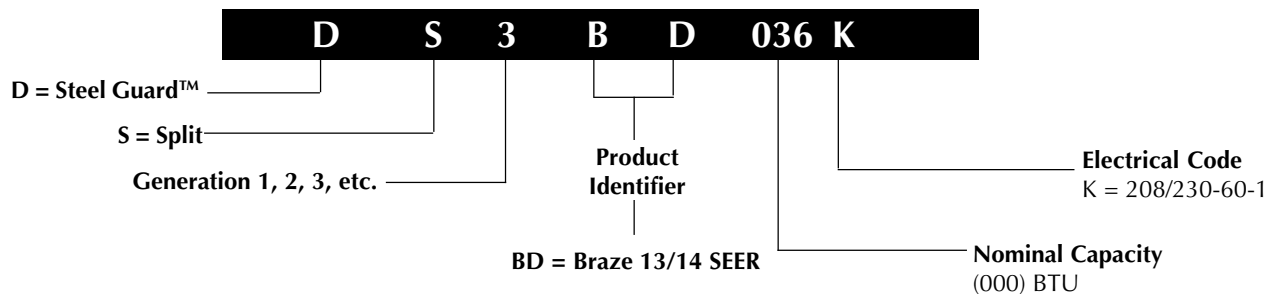 D S 3 B D 036 K
D = Steel Guard™
S = Split
Generation 1, 2, 3, etc.
Product
Identifier
BD = Braze 13/14 SEER
Electrical Code
K = 208/230-60-1
Nominal Capacity
(000) BTU